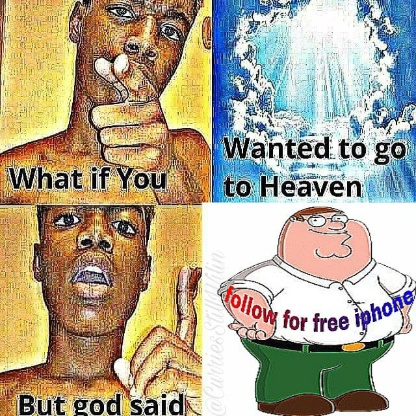 What if You
Wanted to go
to Heaven
But god said
follow for free iphone